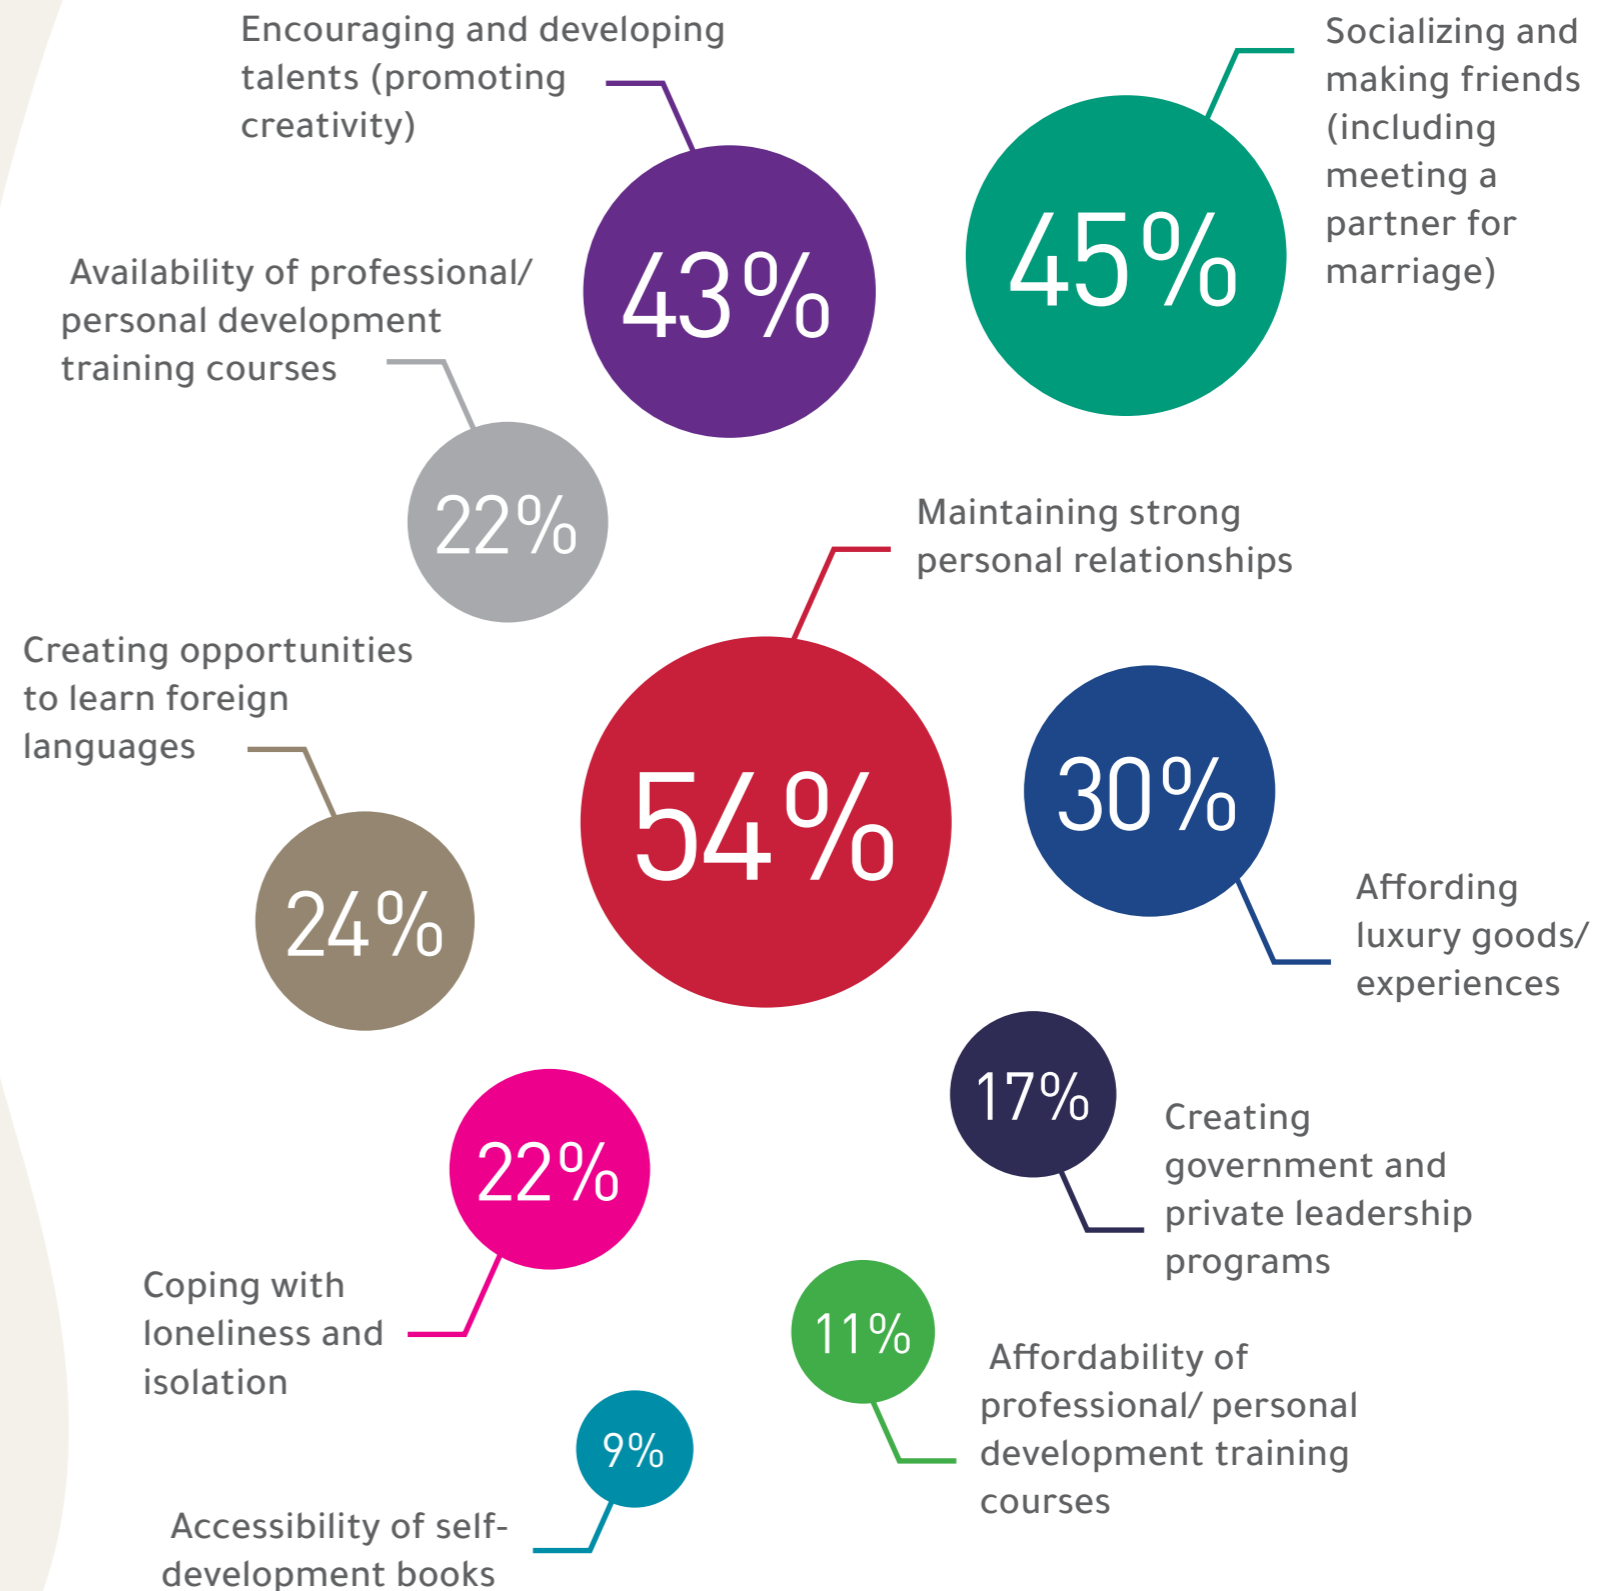 Encouraging and developing
talents (promoting
creativity)
43%
Socializing and
making friends
(including
meeting a
partner for
marriage)
45%
Availability of professional/
personal development
training courses
22%
Maintaining strong
personal relationships
54%
Creating opportunities
to learn foreign
languages
24%
30%
Affording
luxury goods/
experiences
17%
Creating
government and
private leadership
programs
22%
Coping with
loneliness and
isolation
11%
Affordability of
professional/ personal
development training
courses
9%
Accessibility of self-
development books